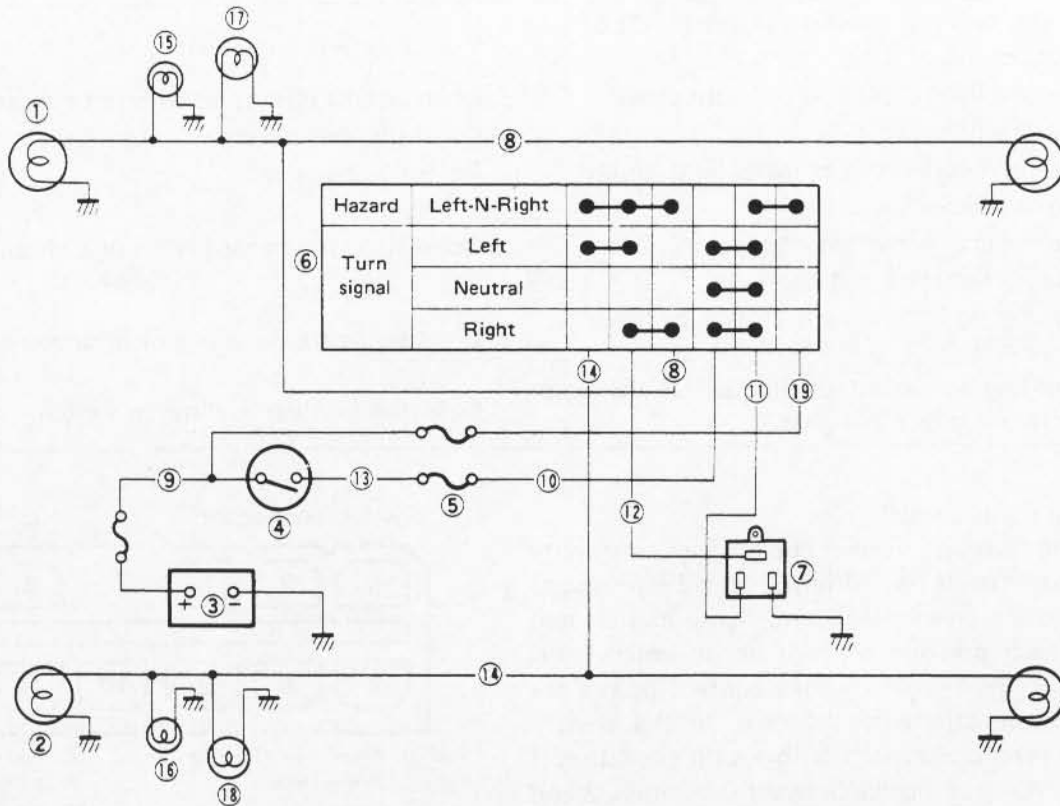 ⑰
⑮
①
⑧
Hazard Left-N-Right
⑥ Turn signal Left
Neutral
Right
⑭ ⑧ ⑪ ⑲
⑨ ④ ⑬ ⑤ ⑩ ⑫
⑦
+ ③ −
⑭
② ⑯ ⑱